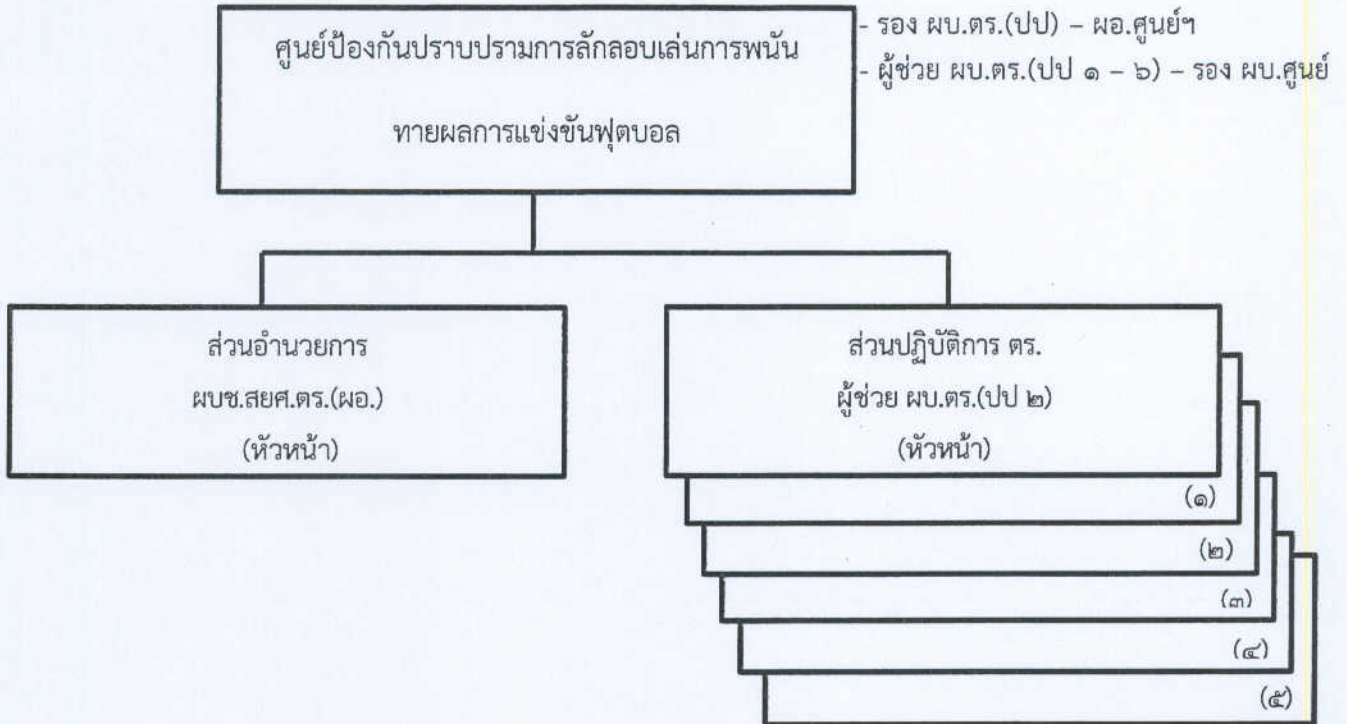 ศูนย์ป้องกันปราบปรามการลักลอบเล่นการพนัน
ทายผลการแข่งขันฟุตบอล
- รอง ผบ.ตร.(ปป) – ผอ.ศูนย์ฯ
- ผู้ช่วย ผบ.ตร.(ปป ๑ – ๖) – รอง ผบ.ศูนย์
ส่วนอำนวยการ
ผบช.สยศ.ตร.(ผอ.)
(หัวหน้า)
ส่วนปฏิบัติการ ตร.
ผู้ช่วย ผบ.ตร.(ปป ๒)
(หัวหน้า)
(๑)
(๒)
(๓)
(๔)
(๕)